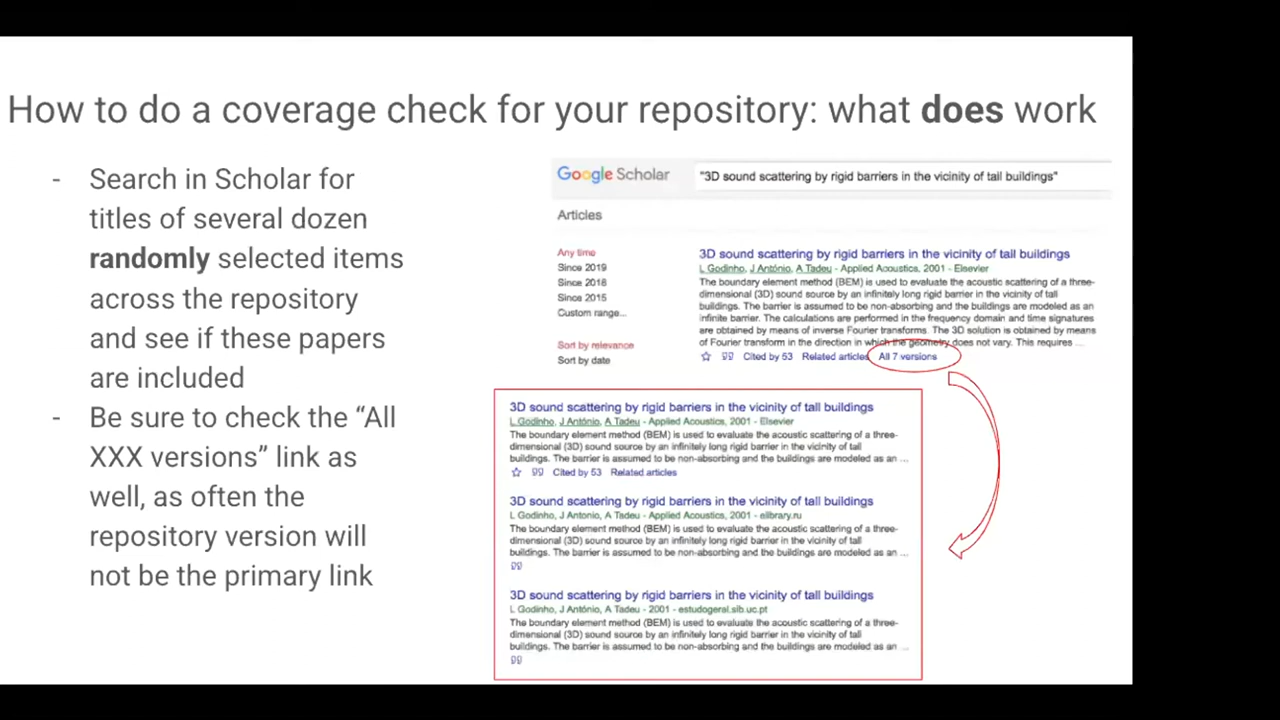 How to do a coverage check for your repository: what does work
- Search in Scholar for
titles of several dozen
randomly selected items
across the repository
and see if these papers
are included
- Be sure to check the “All
XXX versions” link as
well, as often the
repository version will
not be the primary link
Google Scholar
"3D sound scattering by rigid barriers in the vicinity of tall buildings"
Articles
Any time
Since 2019
Since 2018
Since 2015
Custom range...
Sort by relevance
Sort by date
3D sound scattering by rigid barriers in the vicinity of tall buildings
L Godinho, J António, A Tadeu - Applied Acoustics, 2001 - Elsevier
The boundary element method (BEM) is used to evaluate the acoustic scattering of a three-
dimensional (3D) sound source by an infinitely long rigid barrier in the vicinity of tall
buildings. The barrier is assumed to be non-absorbing and the buildings are modeled as an
infinite barrier. The calculations are performed in the frequency domain and time signatures
are obtained by means of inverse Fourier transforms. The 3D solution is obtained by means
of Fourier transform in the direction in which the geometry does not vary. This requires ...
Cited by 53 Related articles All 7 versions
3D sound scattering by rigid barriers in the vicinity of tall buildings
L Godinho, J António, A Tadeu - Applied Acoustics, 2001 - Elsevier
The boundary element method (BEM) is used to evaluate the acoustic scattering of a three-
dimensional (3D) sound source by an infinitely long rigid barrier in the vicinity of tall
buildings. The barrier is assumed to be non-absorbing and the buildings are modeled as an ...
Cited by 53 Related articles
3D sound scattering by rigid barriers in the vicinity of tall buildings
L Godinho, J Antonio, A Tadeu - Applied Acoustics, 2001 - elibrary.ru
The boundary element method (BEM) is used to evaluate the acoustic scattering of a three-
dimensional (3D) sound source by an infinitely long rigid barrier in the vicinity of tall
buildings. The barrier is assumed to be non-absorbing and the buildings are modeled as an ...
3D sound scattering by rigid barriers in the vicinity of tall buildings
L Godinho, J António, A Tadeu - 2001 - estudogeral.sib.uc.pt
The boundary element method (BEM) is used to evaluate the acoustic scattering of a three-
dimensional (3D) sound source by an infinitely long rigid barrier in the vicinity of tall
buildings. The barrier is assumed to be non-absorbing and the buildings are modeled as an ...